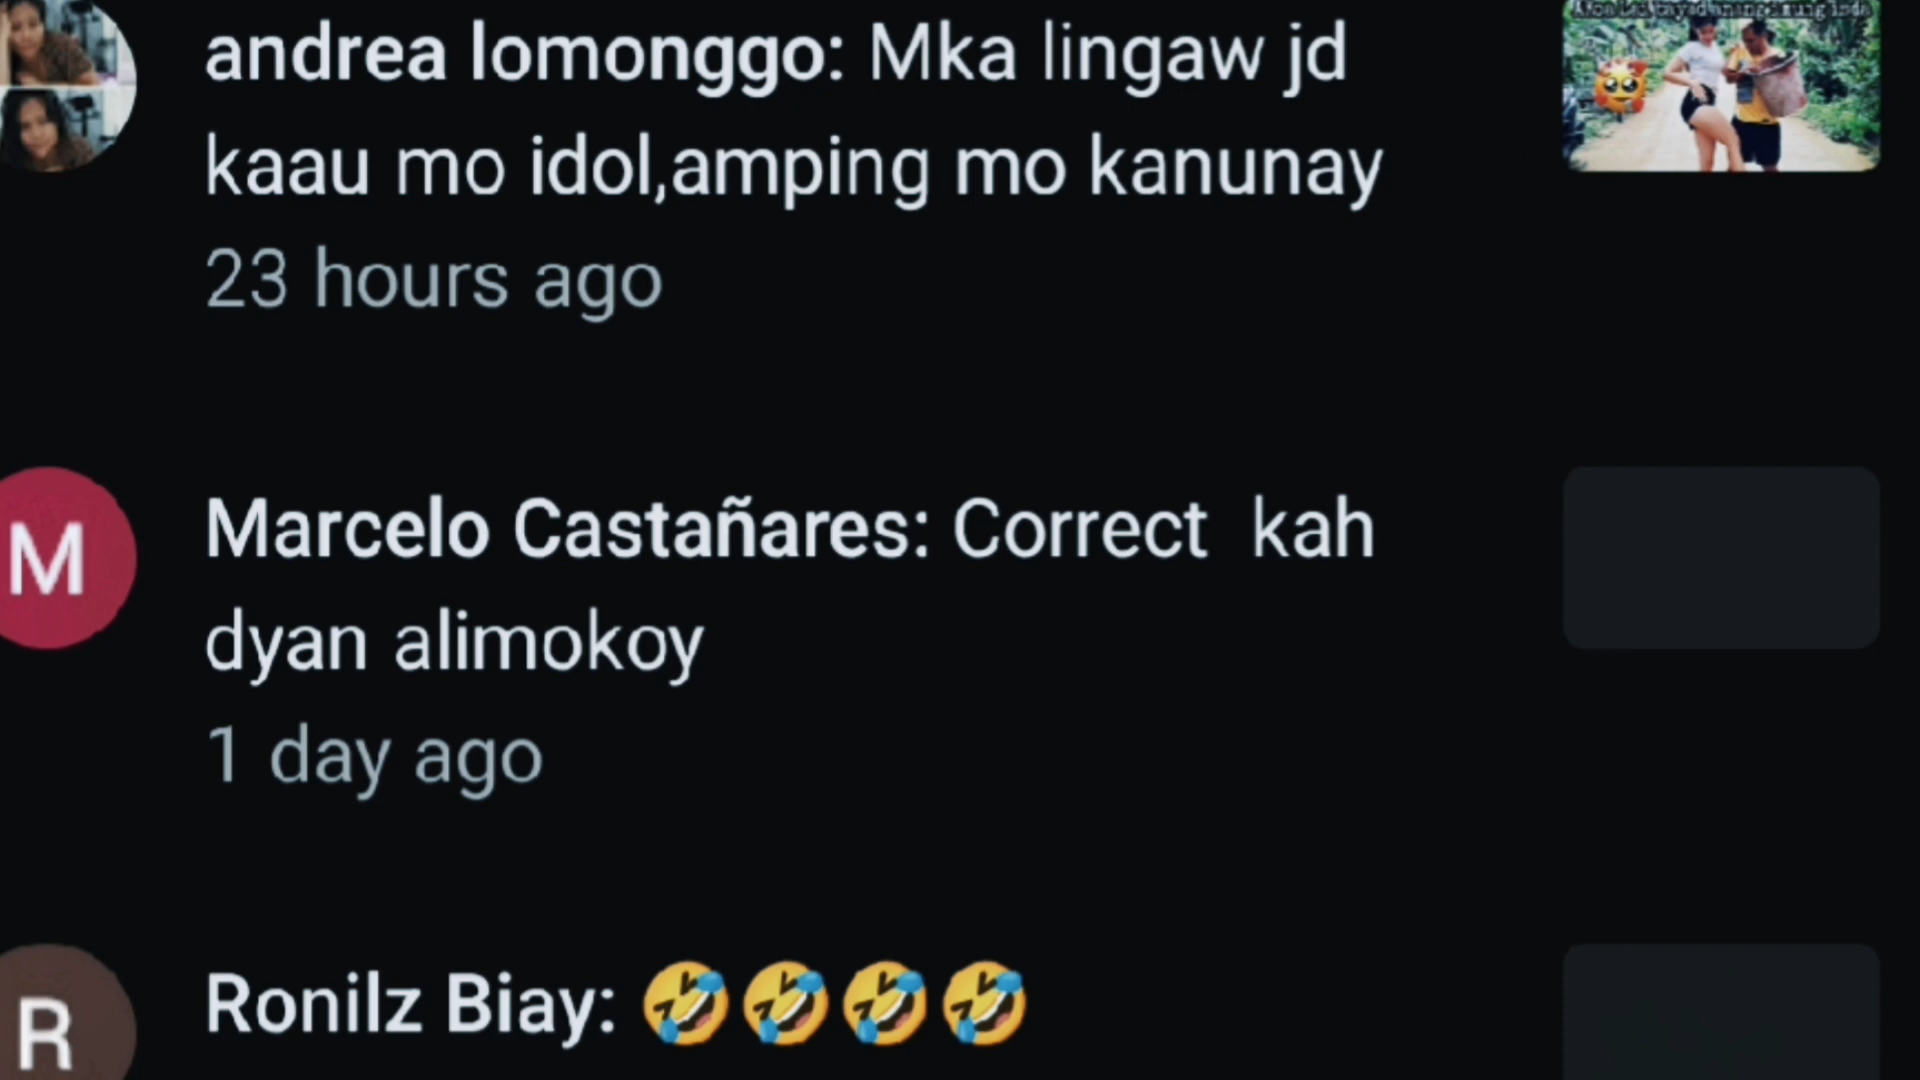 andrea lomonggo: Mka lingaw jd
kaau mo idol,amping mo kanunay
23 hours ago
M
Marcelo Castañares: Correct  kah
dyan alimokoy
1 day ago
R
Ronilz Biay: 🤣🤣🤣🤣